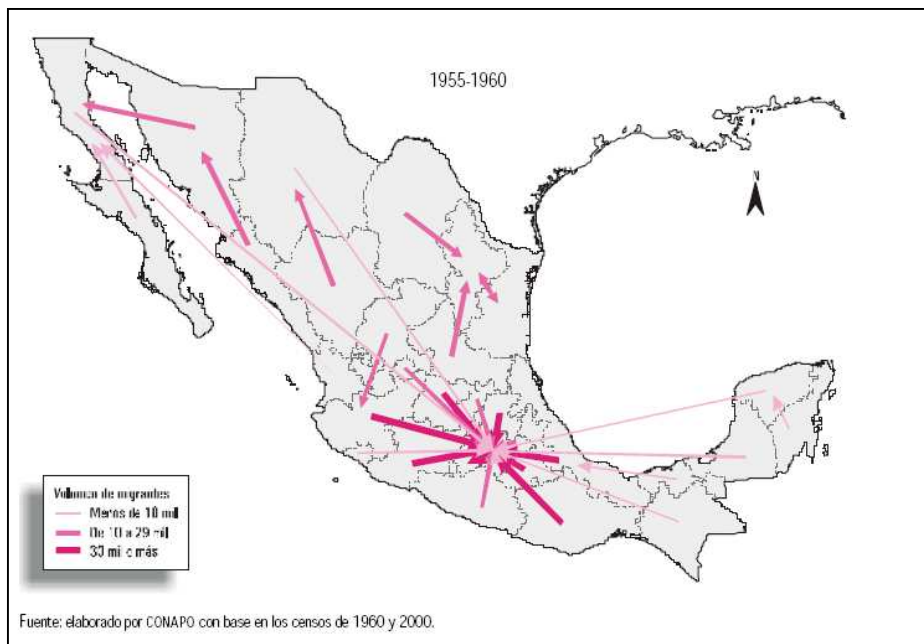 1955-1960
N
Volumen de migrantes
Menos de 10 mil
De 10 a 29 mil
30 mil o más
Fuente: elaborado por CONAPO con base en los censos de 1960 y 2000.